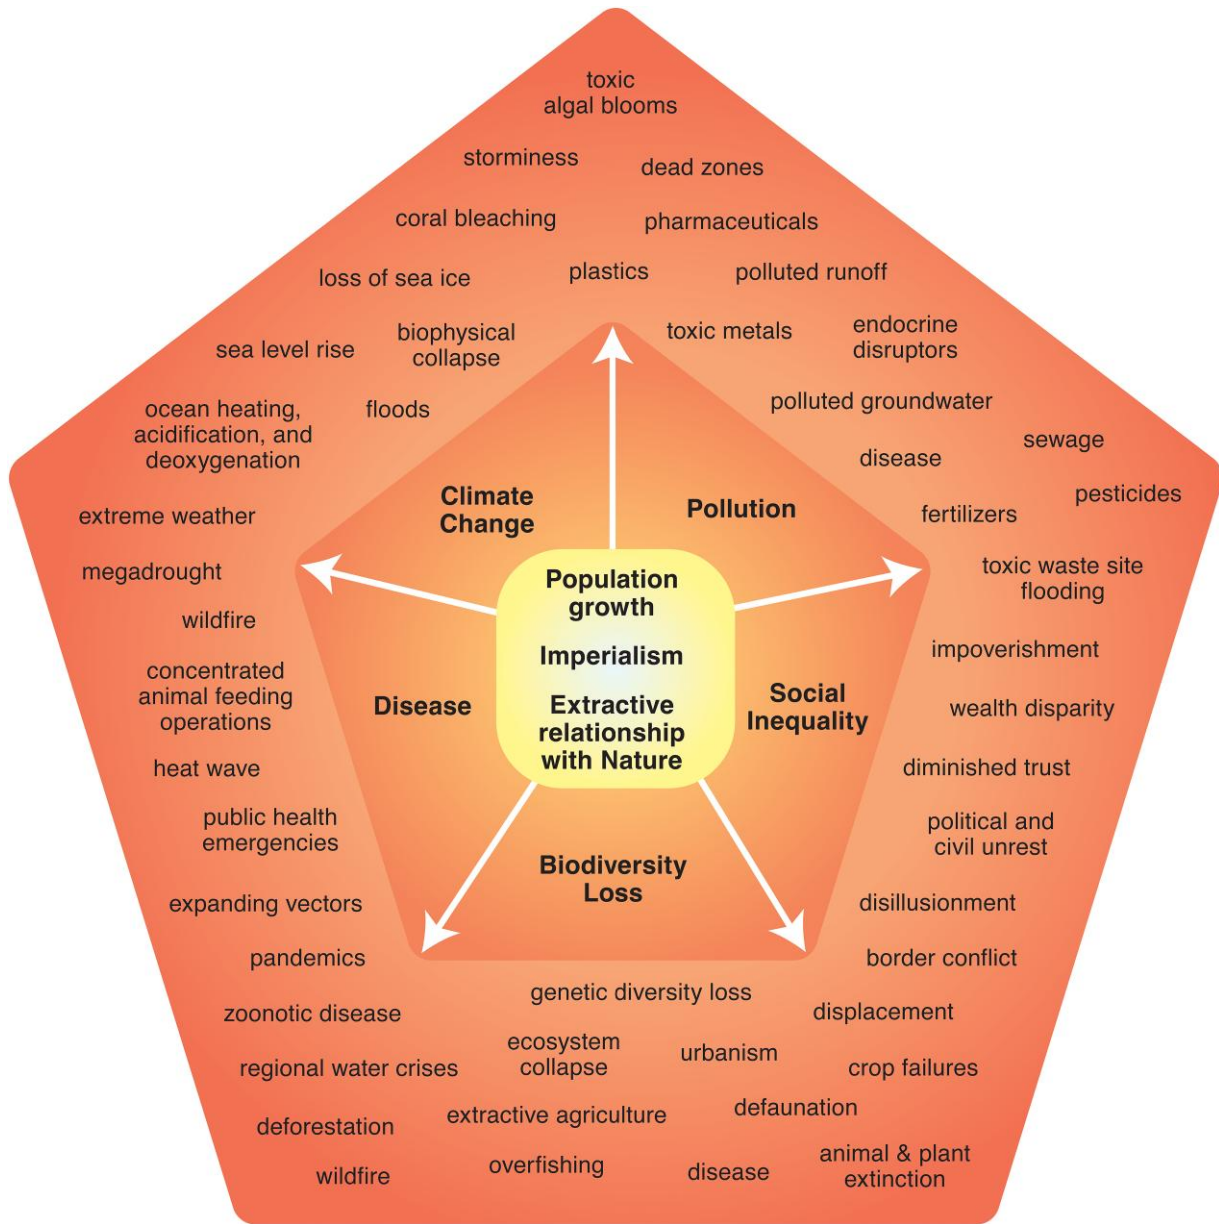 toxic
algal blooms
storminess
dead zones
coral bleaching
pharmaceuticals
loss of sea ice
plastics
polluted runoff
sea level rise
biophysical
collapse
toxic metals
endocrine
disruptors
ocean heating,
acidification, and
deoxygenation
floods
polluted groundwater
sewage
disease
pesticides
extreme weather
Climate
Change
Pollution
fertilizers
megadrought
toxic waste site
flooding
wildfire
Population
growth
Imperialism
Extractive
relationship
with Nature
impoverishment
concentrated
animal feeding
operations
Disease
Social
Inequality
wealth disparity
heat wave
diminished trust
public health
emergencies
political and
civil unrest
Biodiversity
Loss
expanding vectors
disillusionment
pandemics
border conflict
genetic diversity loss
zoonotic disease
displacement
ecosystem
collapse
urbanism
regional water crises
crop failures
extractive agriculture
defaunation
deforestation
overfishing
disease
animal & plant
extinction
wildfire